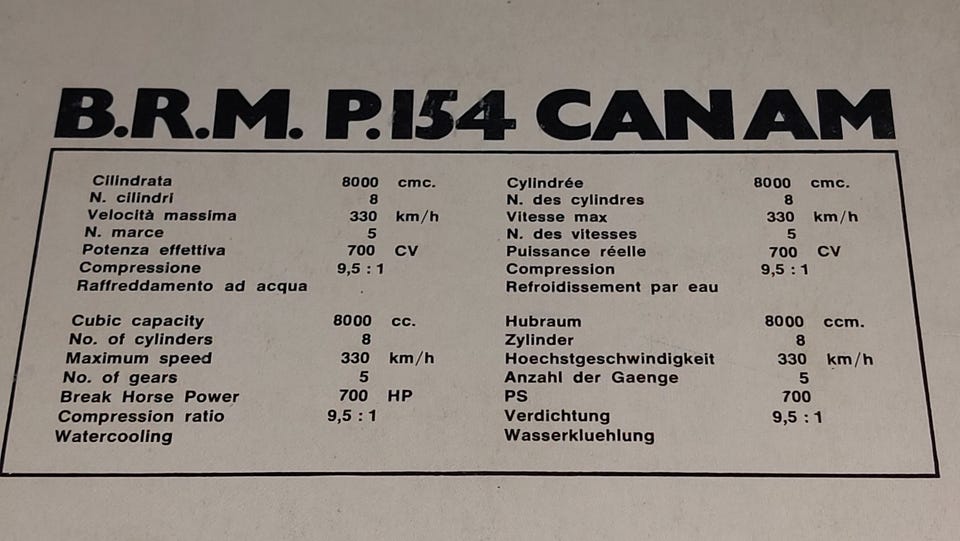 B.R.M. P.154 CAN AM
Cilindrata 8000 cmc.
N. cilindri 8
Velocità massima 330 km/h
N. marce 5
Potenza effettiva 700 CV
Compressione 9,5 : 1
Raffreddamento ad acqua
Cylindrée 8000 cmc.
N. des cylindres 8
Vitesse max 330 km/h
N. des vitesses 5
Puissance réelle 700 CV
Compression 9,5 : 1
Refroidissement par eau
Cubic capacity 8000 cc.
No. of cylinders 8
Maximum speed 330 km/h
No. of gears 5
Break Horse Power 700 HP
Compression ratio 9,5 : 1
Watercooling
Hubraum 8000 ccm.
Zylinder 8
Hoechstgeschwindigkeit 330 km/h
Anzahl der Gaenge 5
PS 700
Verdichtung 9,5 : 1
Wasserkluehlung